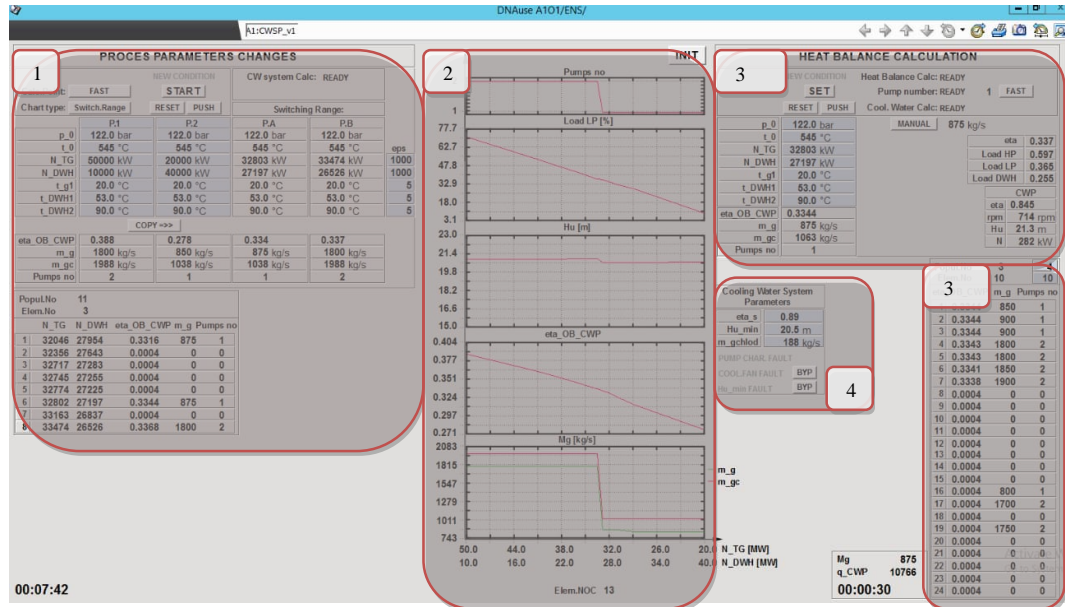 DNAuse A1O1/ENS/
A1:CWSP_v1
PROCES PARAMETERS CHANGES
1
NEW CONDITION
CW system Calc: READY
FAST
START
Chart type: Switch.Range
RESET PUSH
Switching Range:
P.1 P.2 P.A P.B
p_0 122.0 bar 122.0 bar 122.0 bar 122.0 bar
t_0 545 °C 545 °C 545 °C 545 °C eps
N_TG 50000 kW 20000 kW 32803 kW 33474 kW 1000
N_DWH 10000 kW 40000 kW 27197 kW 26526 kW 1000
t_g1 20.0 °C 20.0 °C 20.0 °C 20.0 °C 5
t_DWH1 53.0 °C 53.0 °C 53.0 °C 53.0 °C 5
t_DWH2 90.0 °C 90.0 °C 90.0 °C 90.0 °C 5
COPY =>>
eta_OB_CWP 0.388 0.278 0.334 0.337
m_g 1800 kg/s 850 kg/s 875 kg/s 1800 kg/s
m_gc 1988 kg/s 1038 kg/s 1038 kg/s 1988 kg/s
Pumps no 2 1 1 2
Popul.No 11
Elem.No 3
N_TG N_DWH eta_OB_CWP m_g Pumps no
1 32046 27954 0.3316 875 1
2 32356 27643 0.0004 0 0
3 32717 27283 0.0004 0 0
4 32745 27255 0.0004 0 0
5 32774 27225 0.0004 0 0
6 32802 27197 0.3344 875 1
7 33163 26837 0.0004 0 0
8 33474 26526 0.3368 1800 2
00:07:42
2
INIT
Pumps no
1
Load LP [%]
77.7
62.7
47.8
32.9
18.0
3.1
Hu [m]
23.0
21.4
19.8
18.2
16.6
15.0
eta_OB_CWP
0.404
0.377
0.351
0.324
0.297
0.271
Mg [kg/s]
2083
1815
1547
1279
1011
743
m_g
m_gc
50.0 44.0 38.0 32.0 26.0 20.0 N_TG [MW]
10.0 16.0 22.0 28.0 34.0 40.0 N_DWH [MW]
Elem.NOC 13
HEAT BALANCE CALCULATION
3
NEW CONDITION
Heat Balance Calc: READY
SET
Pump number: READY 1 FAST
RESET PUSH
Cool. Water Calc: READY
MANUAL 875 kg/s
p_0 122.0 bar
t_0 545 °C
N_TG 32803 kW
N_DWH 27197 kW
t_g1 20.0 °C
t_DWH1 53.0 °C
t_DWH2 90.0 °C
eta_OB_CWP 0.3344
m_g 875 kg/s
m_gc 1063 kg/s
Pumps no 1
eta 0.337
Load HP 0.597
Load LP 0.365
Load DWH 0.255
CWP
eta 0.845
rpm 714 rpm
Hu 21.3 m
N 282 kW
Cooling Water System
Parameters
eta_s 0.89
Hu_min 20.5 m
m_gchlod 188 kg/s
PUMP CHAR. FAULT
COOL.FAN FAULT BYP
Hu_min FAULT BYP
4
3
3 4
10 10
m_g Pumps no
850 1
2 0.3344 900 1
3 0.3344 900 1
4 0.3343 1800 2
5 0.3343 1800 2
6 0.3341 1850 2
7 0.3338 1900 2
8 0.0004 0 0
9 0.0004 0 0
10 0.0004 0 0
11 0.0004 0 0
12 0.0004 0 0
13 0.0004 0 0
14 0.0004 0 0
15 0.0004 0 0
16 0.0004 800 1
17 0.0004 1700 2
18 0.0004 0 0
19 0.0004 1750 2
20 0.0004 0 0
21 0.0004 0 0
22 0.0004 0 0
23 0.0004 0 0
24 0.0004 0 0
Mg 875
q_CWP 10766
00:00:30